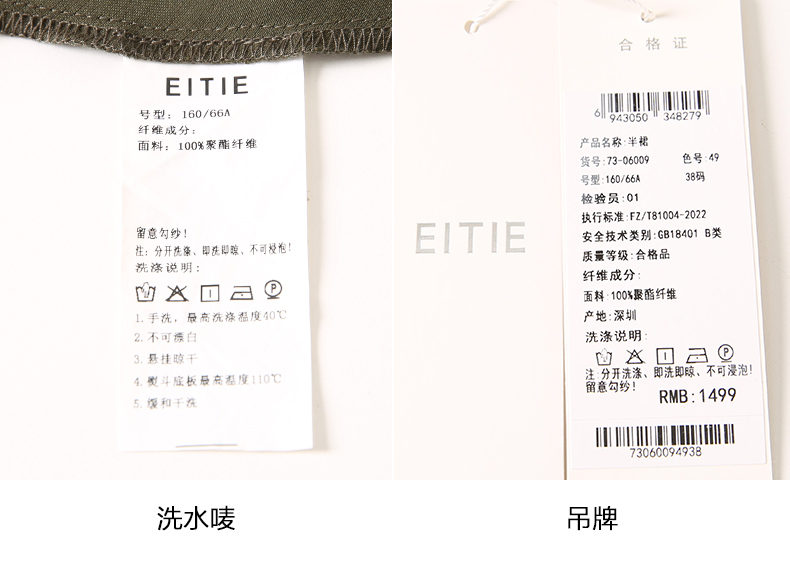 EITIE
号型：160/66A
纤维成分：
面料：100%聚酯纤维
留意勾纱!
注：分开洗涤、即洗即晾、不可浸泡!
洗涤说明：
1.手洗，最高洗涤温度40℃
2.不可漂白
3.悬挂晾干
4.熨斗底板最高温度110℃
5.缓和干洗
洗水唛
EITIE
合格证
6 943050 348279
产品名称:半裙
货号:73-06009 色号:49
号型:160/66A 38码
检验员:01
执行标准:FZ/T81004-2022
安全技术类别:GB18401 B类
质量等级:合格品
纤维成分:
面料:100%聚酯纤维
产地:深圳
洗涤说明:
注:分开洗涤、即洗即晾、不可浸泡!
留意勾纱!
RMB:1499
73060094938
吊牌